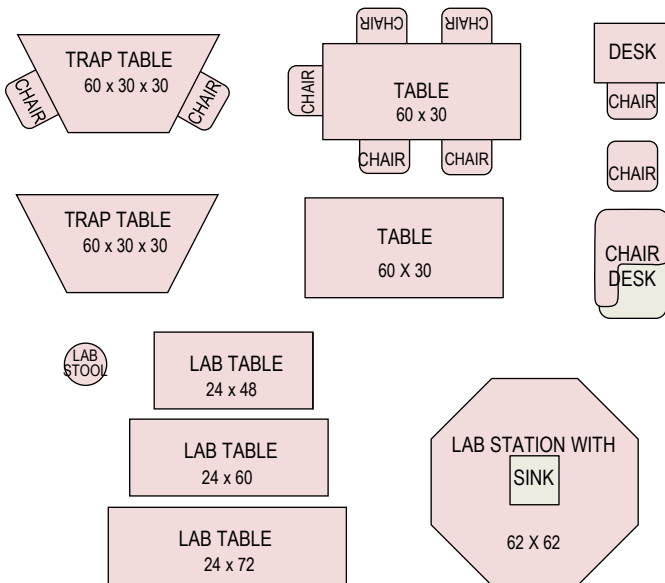 CHAIR
CHAIR
TRAP TABLE
60 x 30 x 30
CHAIR
CHAIR
CHAIR
TABLE
60 x 30
CHAIR
CHAIR
DESK
CHAIR
CHAIR
TRAP TABLE
60 x 30 x 30
TABLE
60 X 30
CHAIR
DESK
LAB
STOOL
LAB TABLE
24 x 48
LAB TABLE
24 x 60
LAB TABLE
24 x 72
LAB STATION WITH
SINK
62 X 62